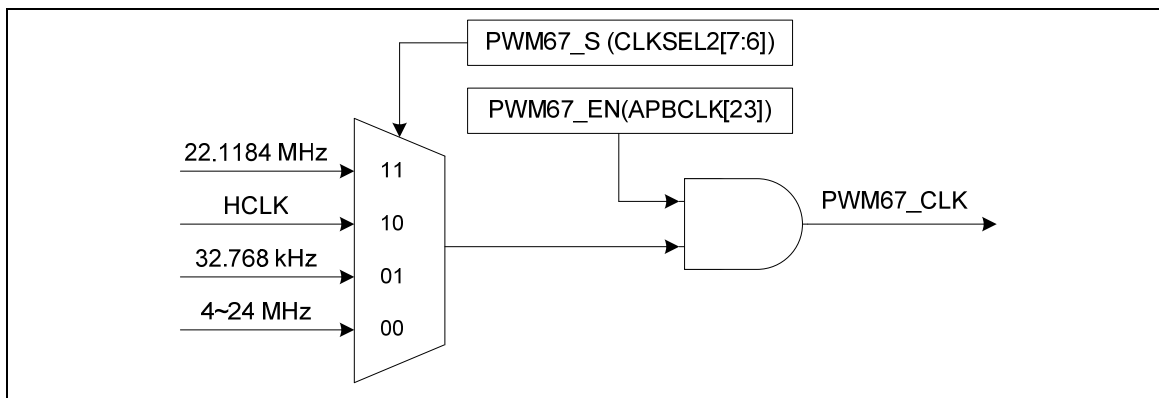 PWM67_S (CLKSEL2[7:6])
PWM67_EN(APBCLK[23])
22.1184 MHz
11
HCLK
10
32.768 kHz
01
4~24 MHz
00
PWM67_CLK